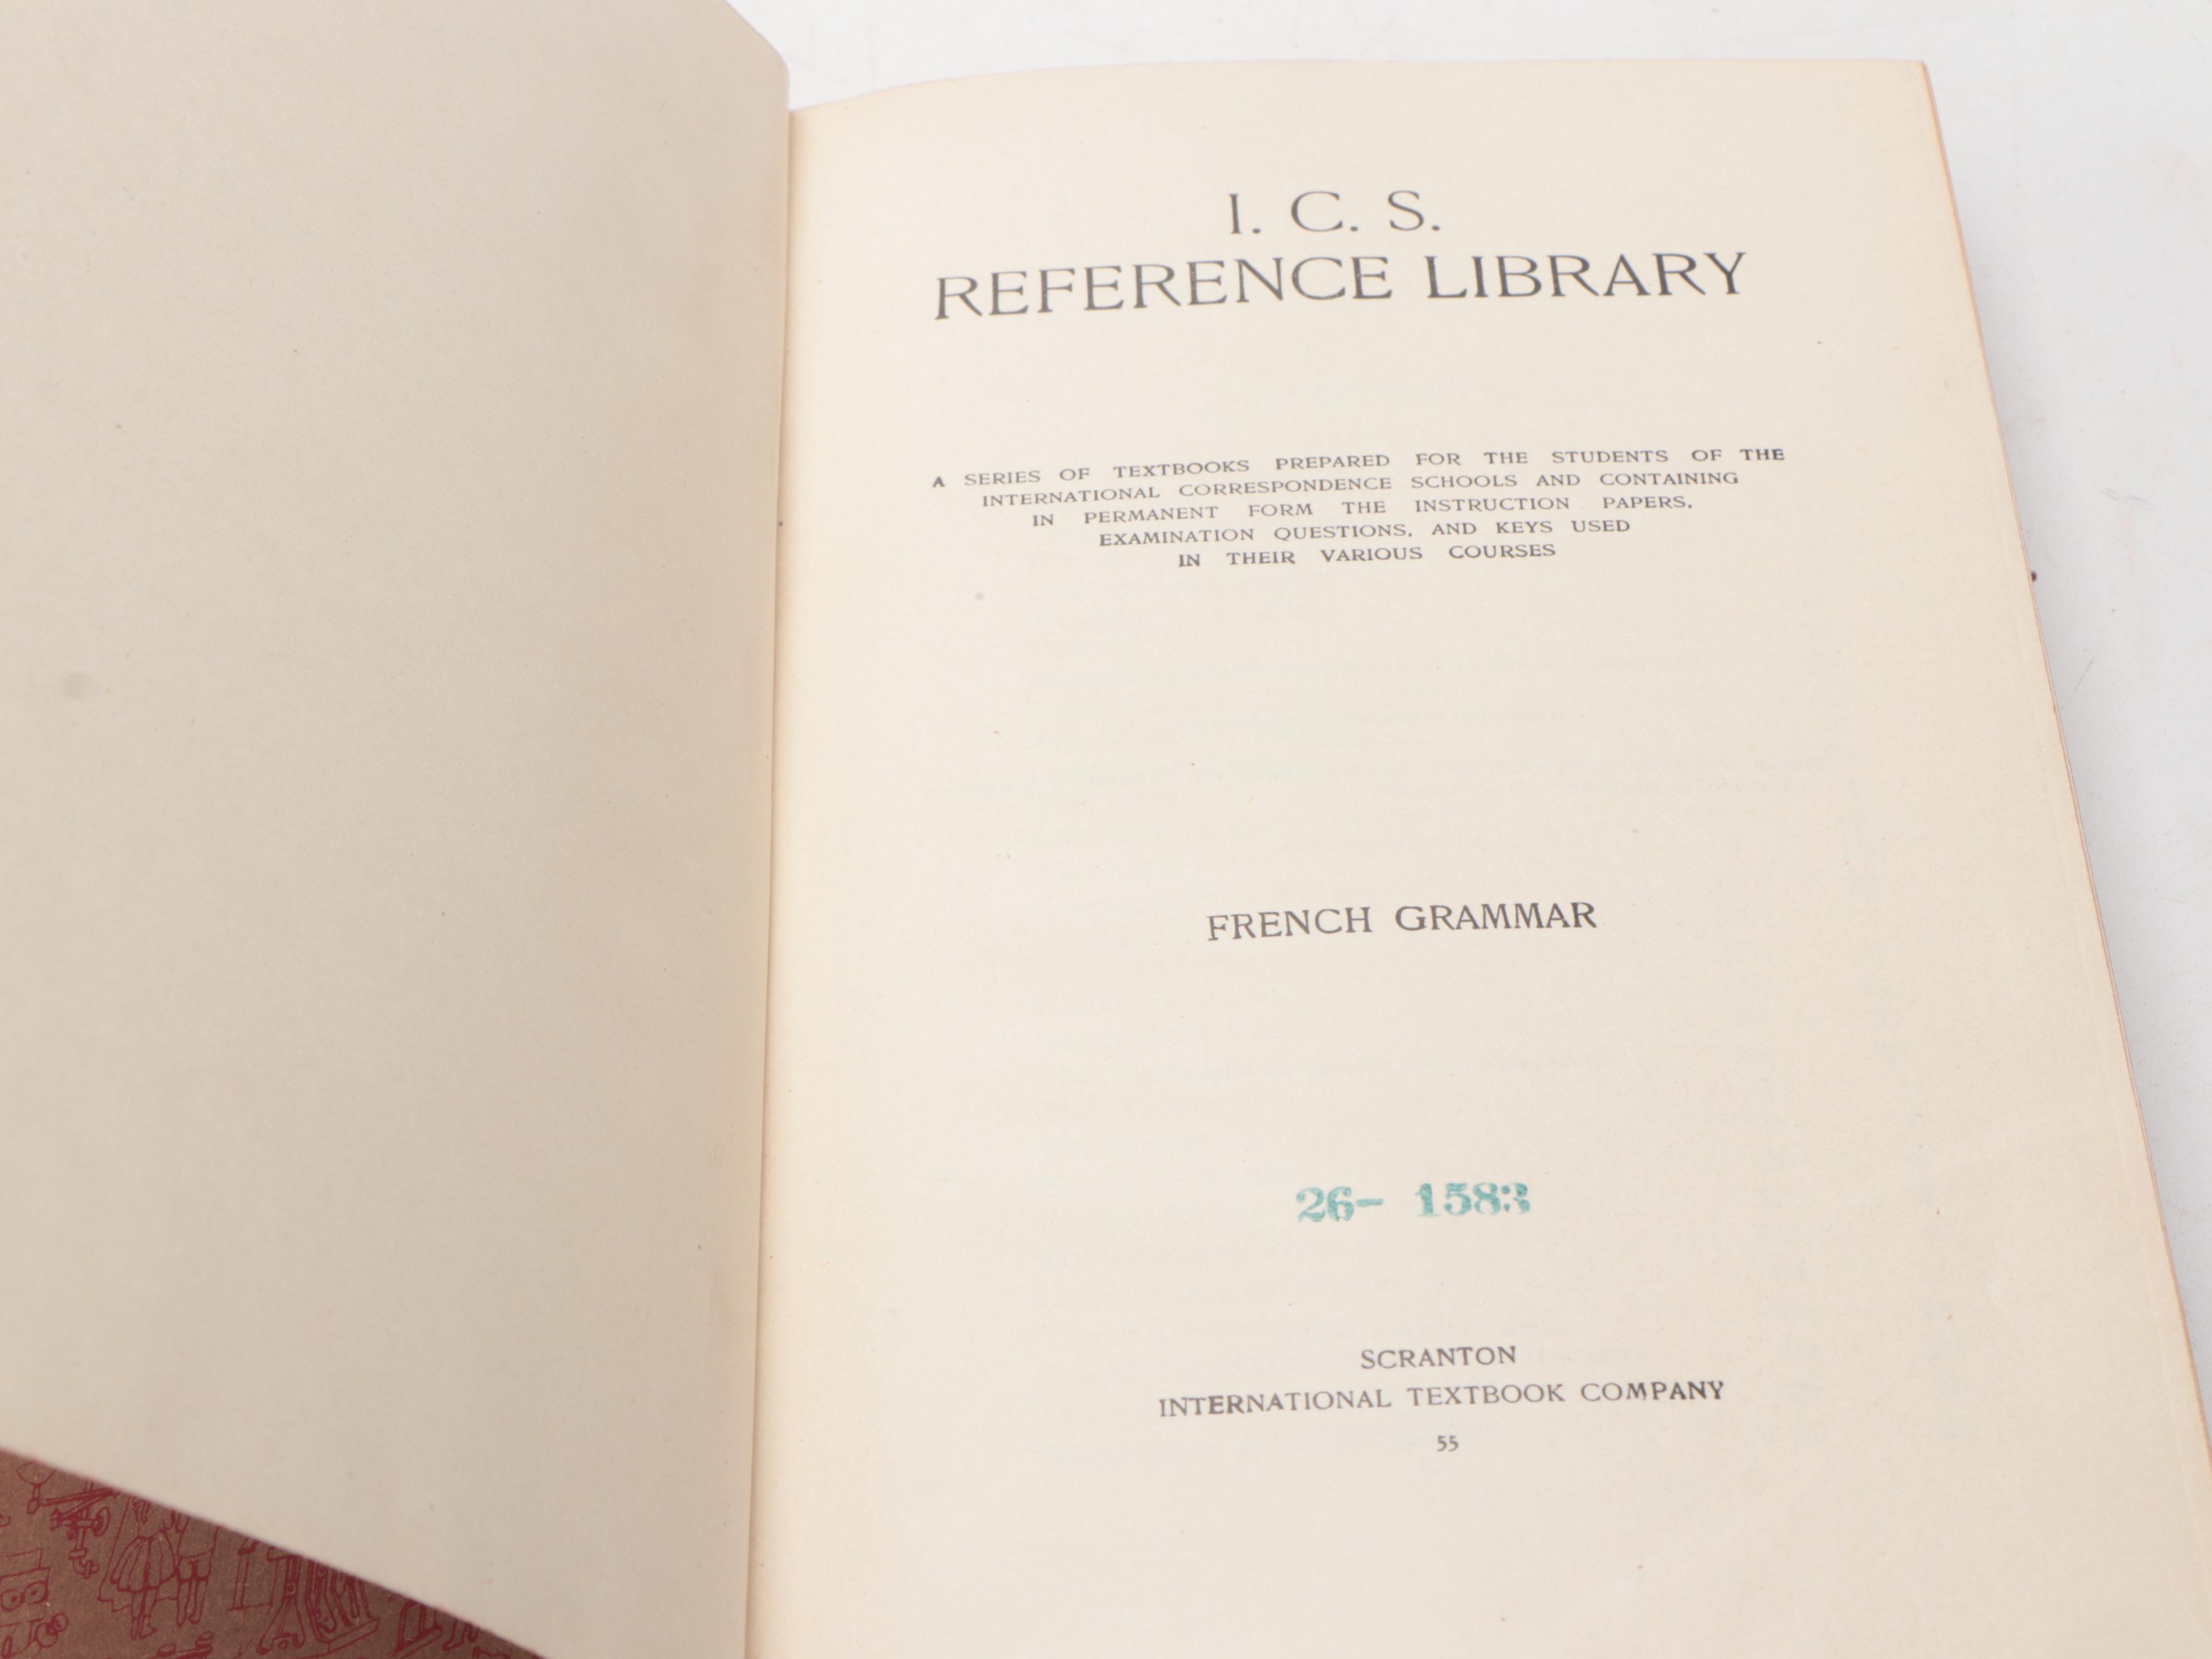 I. C. S.
REFERENCE LIBRARY
A SERIES OF TEXTBOOKS PREPARED FOR THE STUDENTS OF THE
INTERNATIONAL CORRESPONDENCE SCHOOLS AND CONTAINING
IN PERMANENT FORM THE INSTRUCTION PAPERS,
EXAMINATION QUESTIONS, AND KEYS USED
IN THEIR VARIOUS COURSES
FRENCH GRAMMAR
26- 1583
SCRANTON
INTERNATIONAL TEXTBOOK COMPANY
55